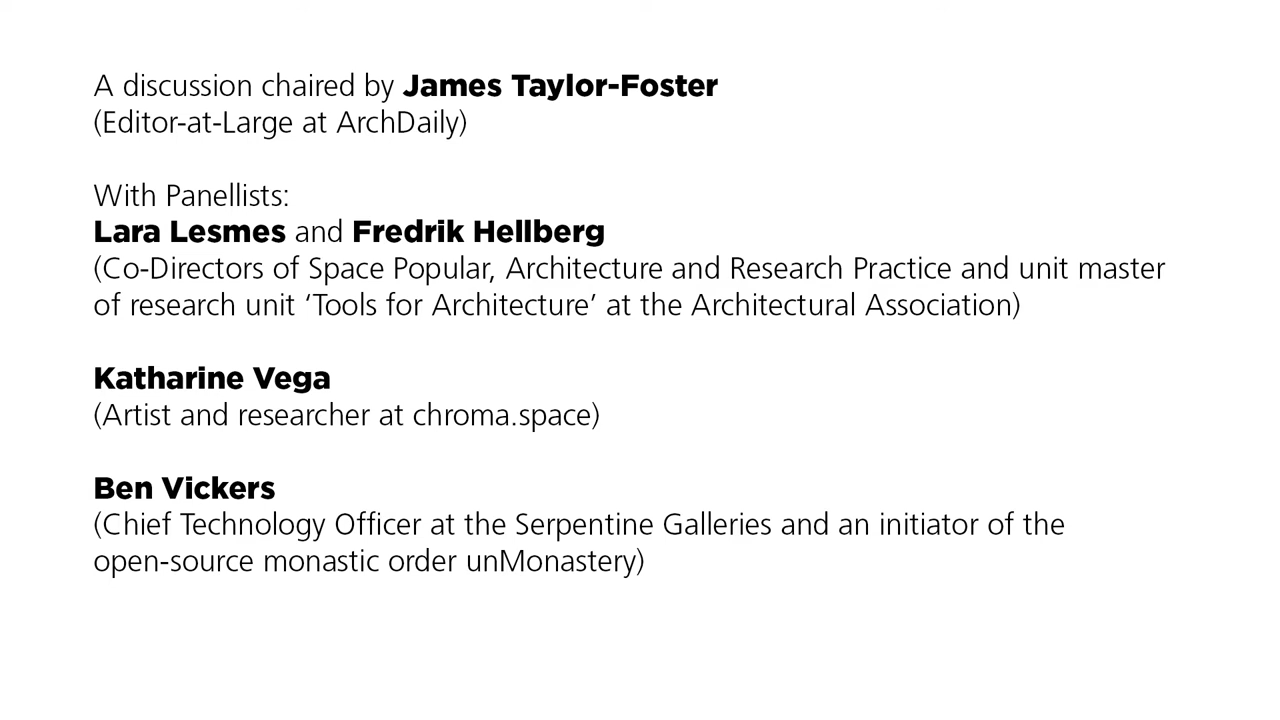 A discussion chaired by James Taylor-Foster
(Editor-at-Large at ArchDaily)
With Panellists:
Lara Lesmes and Fredrik Hellberg
(Co-Directors of Space Popular, Architecture and Research Practice and unit master
of research unit ‘Tools for Architecture’ at the Architectural Association)
Katharine Vega
(Artist and researcher at chroma.space)
Ben Vickers
(Chief Technology Officer at the Serpentine Galleries and an initiator of the
open-source monastic order unMonastery)